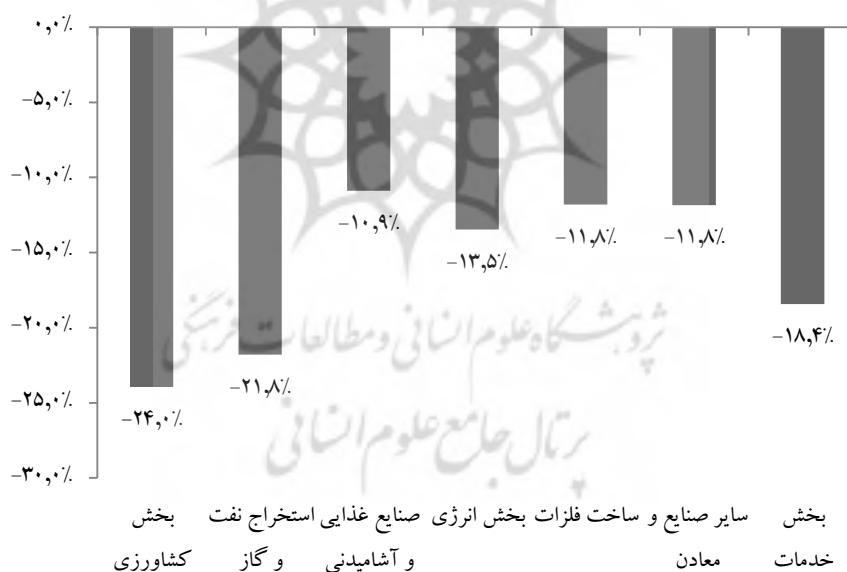 ۰,۰٪
−۵,۰٪
−۱۰,۰٪
−۱۵,۰٪
−۲۰,۰٪
−۲۵,۰٪
−۳۰,۰٪
−۲۴,۰٪
−۲۱,۸٪
−۱۰,۹٪
−۱۳,۵٪
−۱۱,۸٪
−۱۱,۸٪
−۱۸,۴٪
بخش کشاورزی
استخراج نفت و گاز
صنایع غذایی و آشامیدنی
بخش انرژی
ساخت فلزات
سایر صنایع و معادن
بخش خدمات
پژوهشگاه علوم انسانی و مطالعات فرهنگی
پرتال جامع علوم انسانی